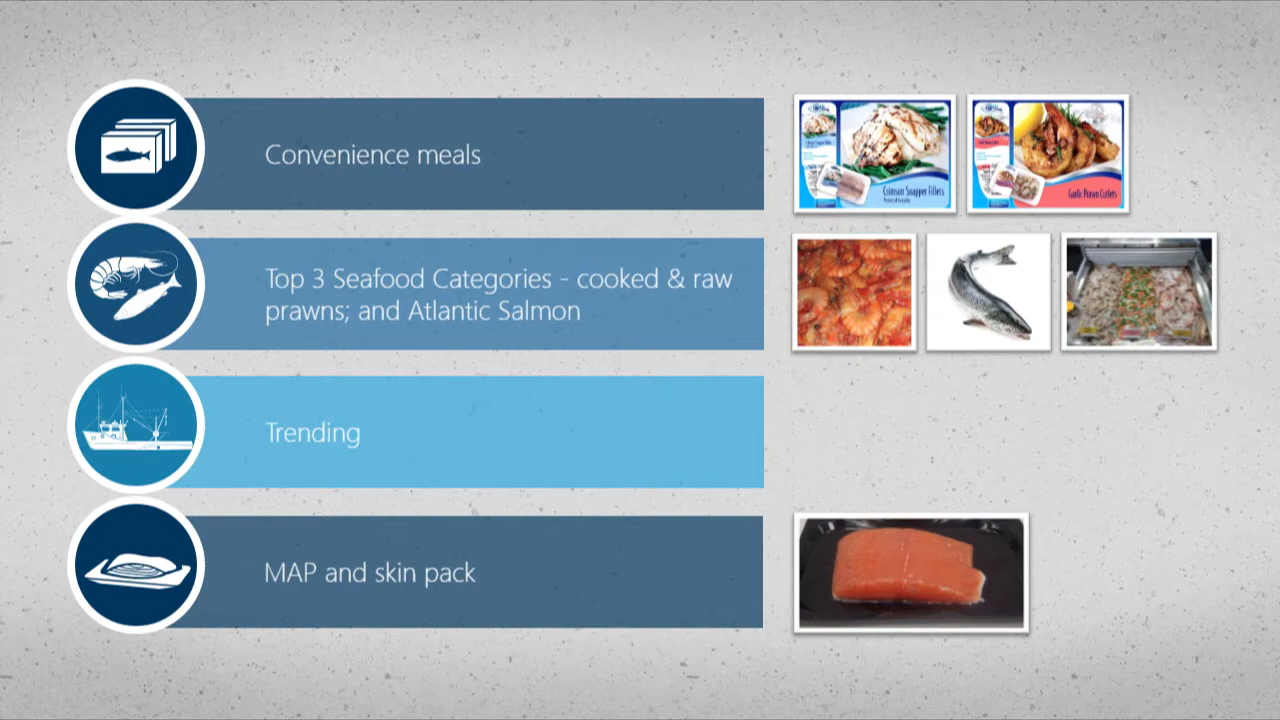 Convenience meals
Crimson Snapper Fillets
Garlic Prawn Cutlets
Top 3 Seafood Categories - cooked & raw
prawns; and Atlantic Salmon
Trending
MAP and skin pack